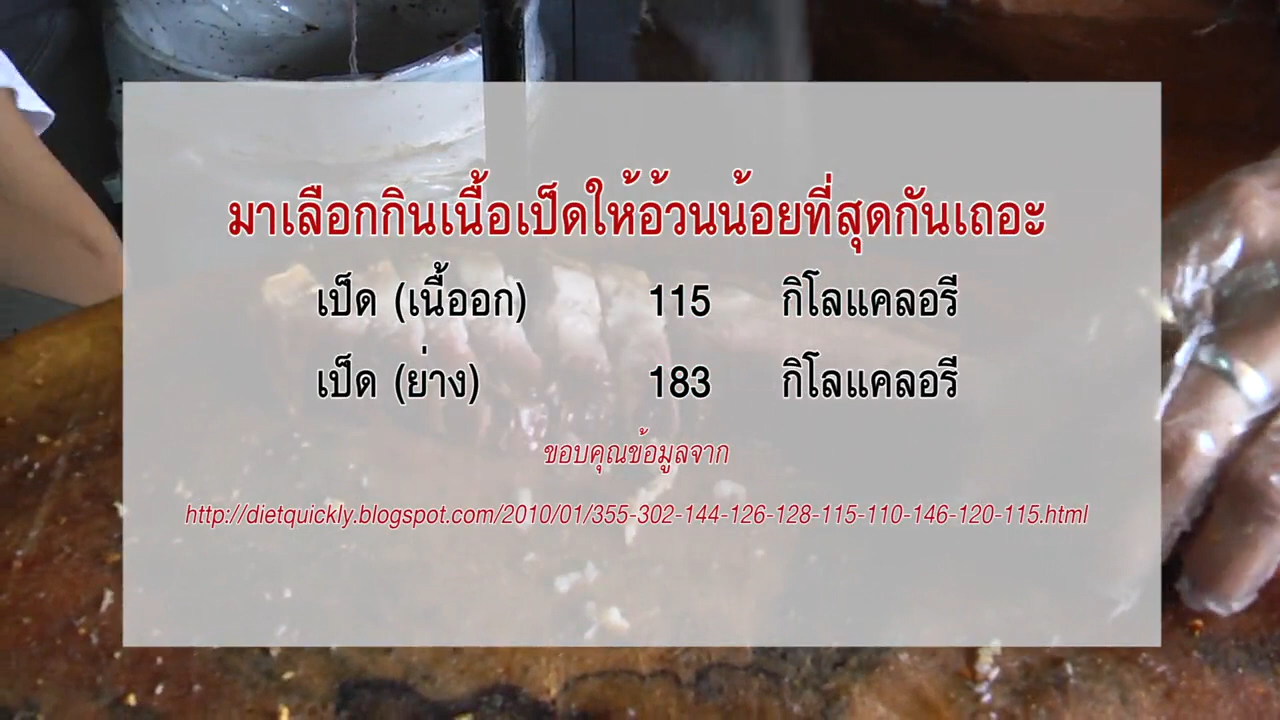 มาเลือกกินเนื้อเป็ดให้อ้วนน้อยที่สุดกันเถอะ
เป็ด (เนื้ออก) 115 กิโลแคลอรี
เป็ด (ย่าง) 183 กิโลแคลอรี
ขอบคุณข้อมูลจาก
http://dietquickly.blogspot.com/2010/01/355-302-144-126-128-115-110-146-120-115.html